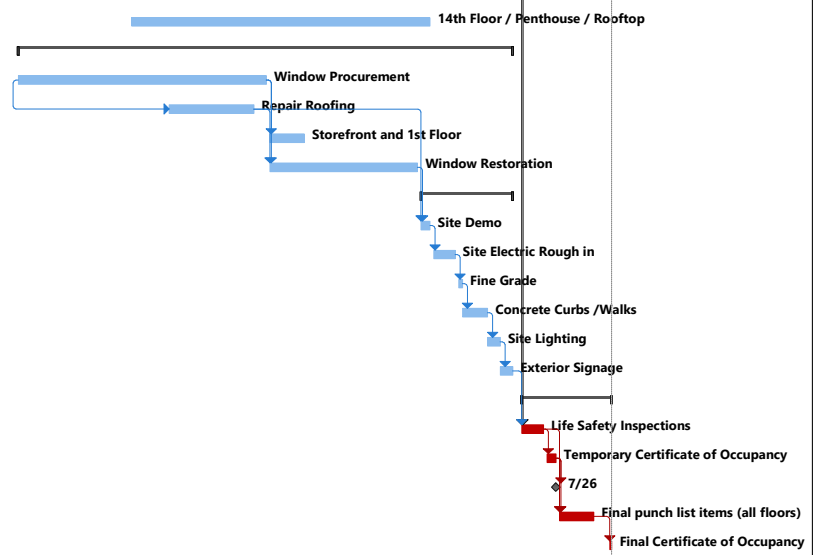 14th Floor / Penthouse / Rooftop
Window Procurement
Repair Roofing
Storefront and 1st Floor
Window Restoration
Site Demo
Site Electric Rough in
Fine Grade
Concrete Curbs /Walks
Site Lighting
Exterior Signage
Life Safety Inspections
Temporary Certificate of Occupancy
7/26
Final punch list items (all floors)
Final Certificate of Occupancy